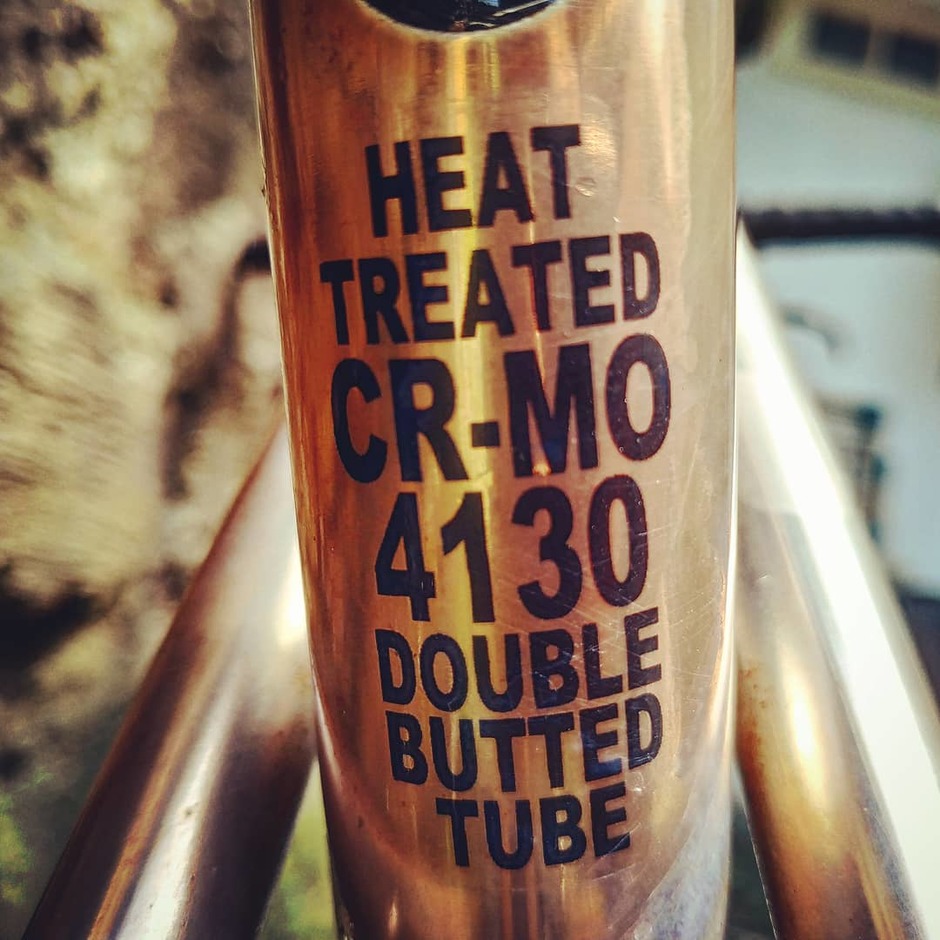 HEAT
TREATED
CR-MO
4130
DOUBLE
BUTTED
TUBE